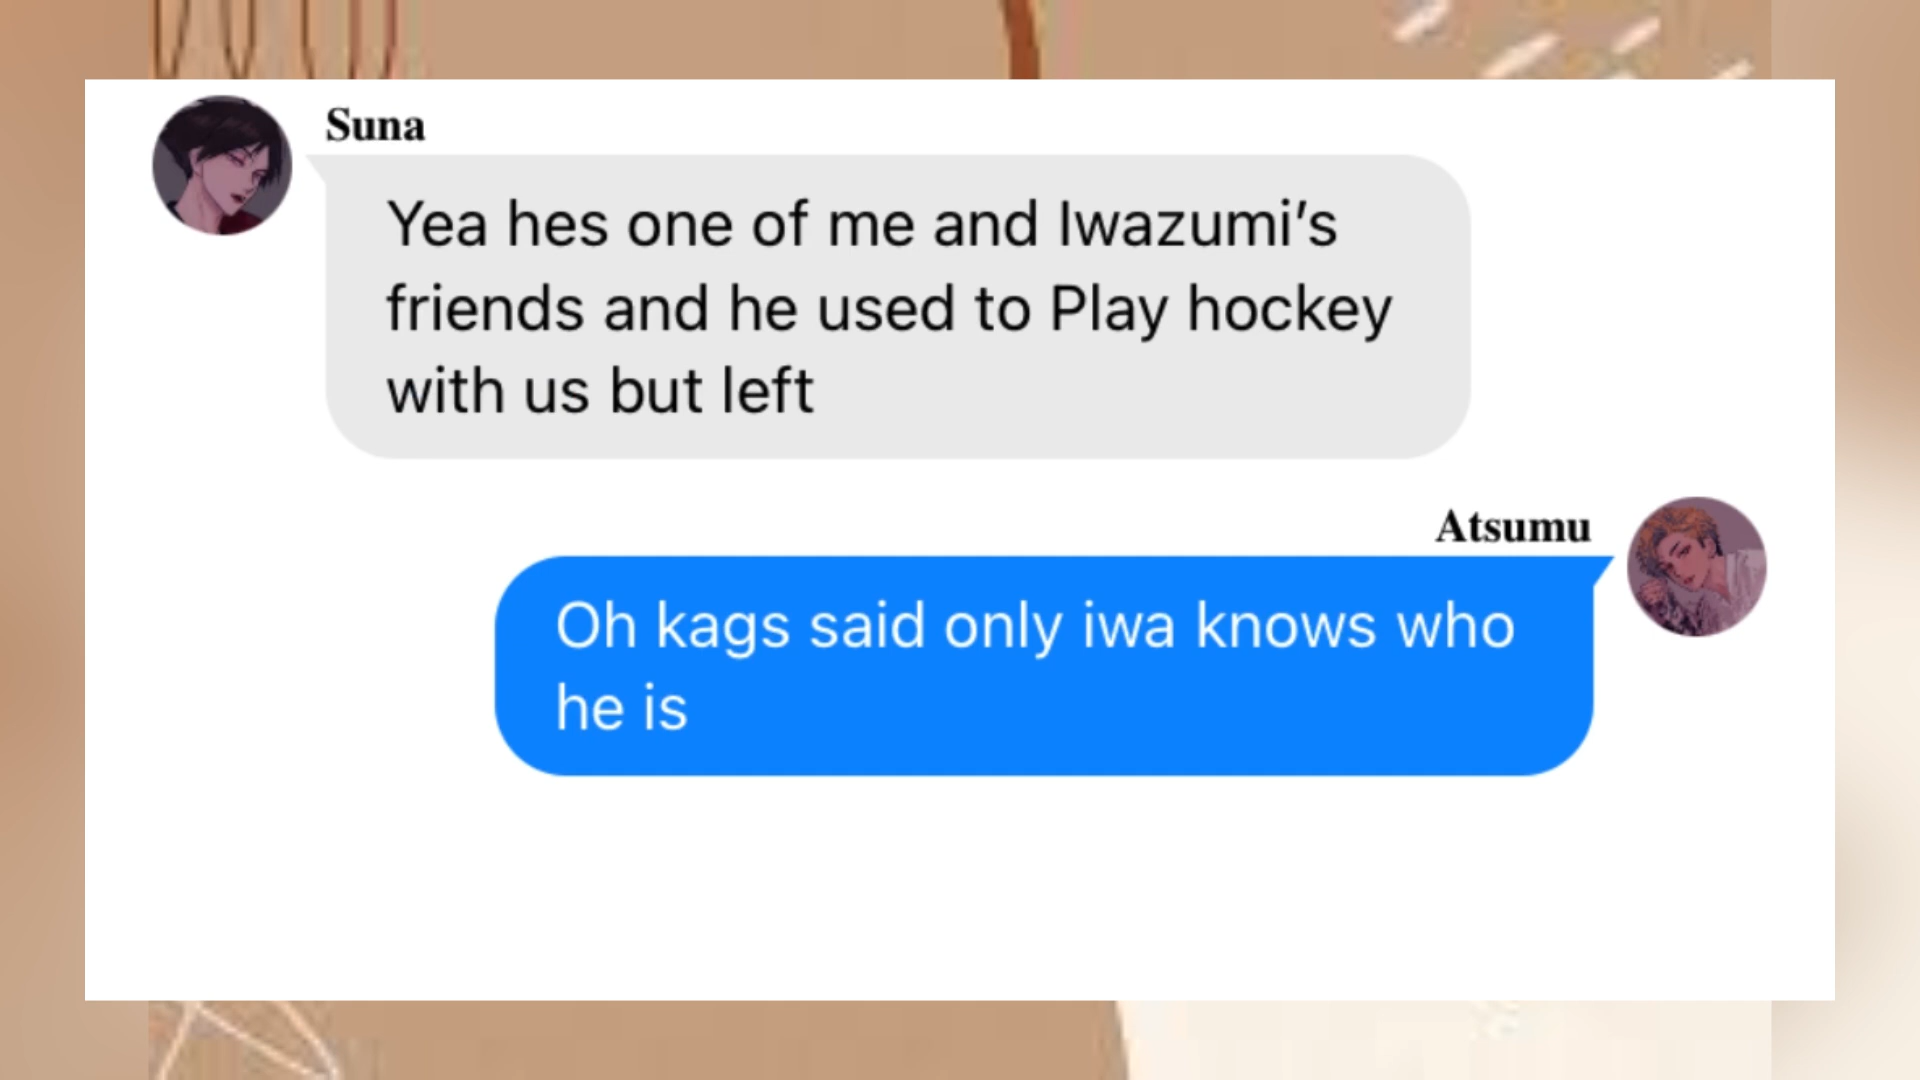 Suna
Yea hes one of me and Iwazumi’s
friends and he used to Play hockey
with us but left
Atsumu
Oh kags said only iwa knows who
he is